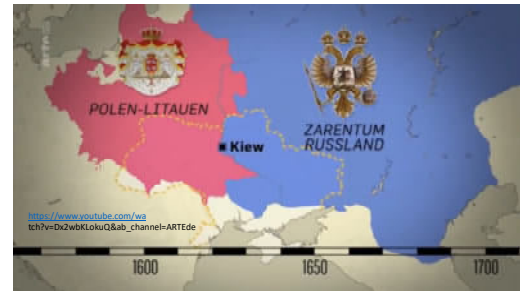 POLEN-LITAUEN
ZARENTUM
RUSSLAND
Kiew
https://www.youtube.com/wa
tch?v=Dx2wbKLokuQ&ab_channel=ARTEde
1600
1650
1700